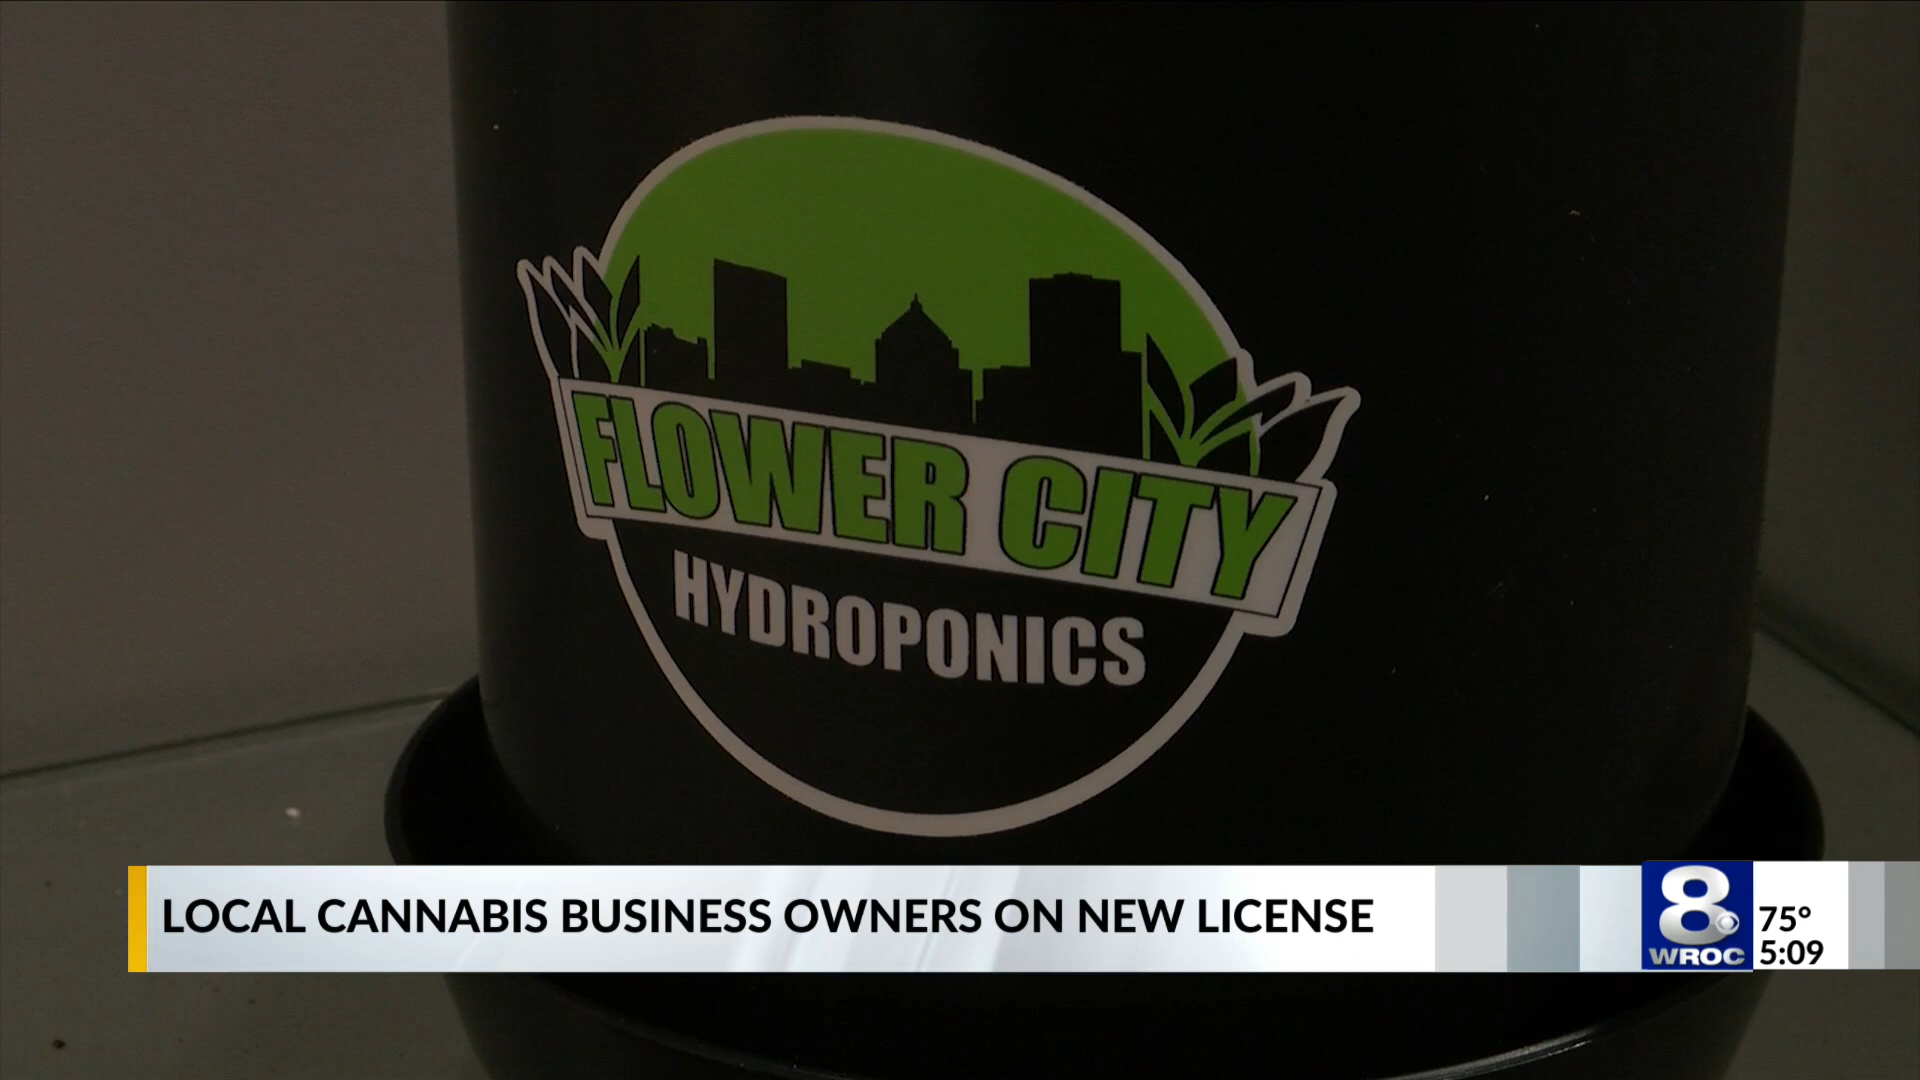 FLOWER CITY
HYDROPONICS
LOCAL CANNABIS BUSINESS OWNERS ON NEW LICENSE
8
WROC
75°
5:09